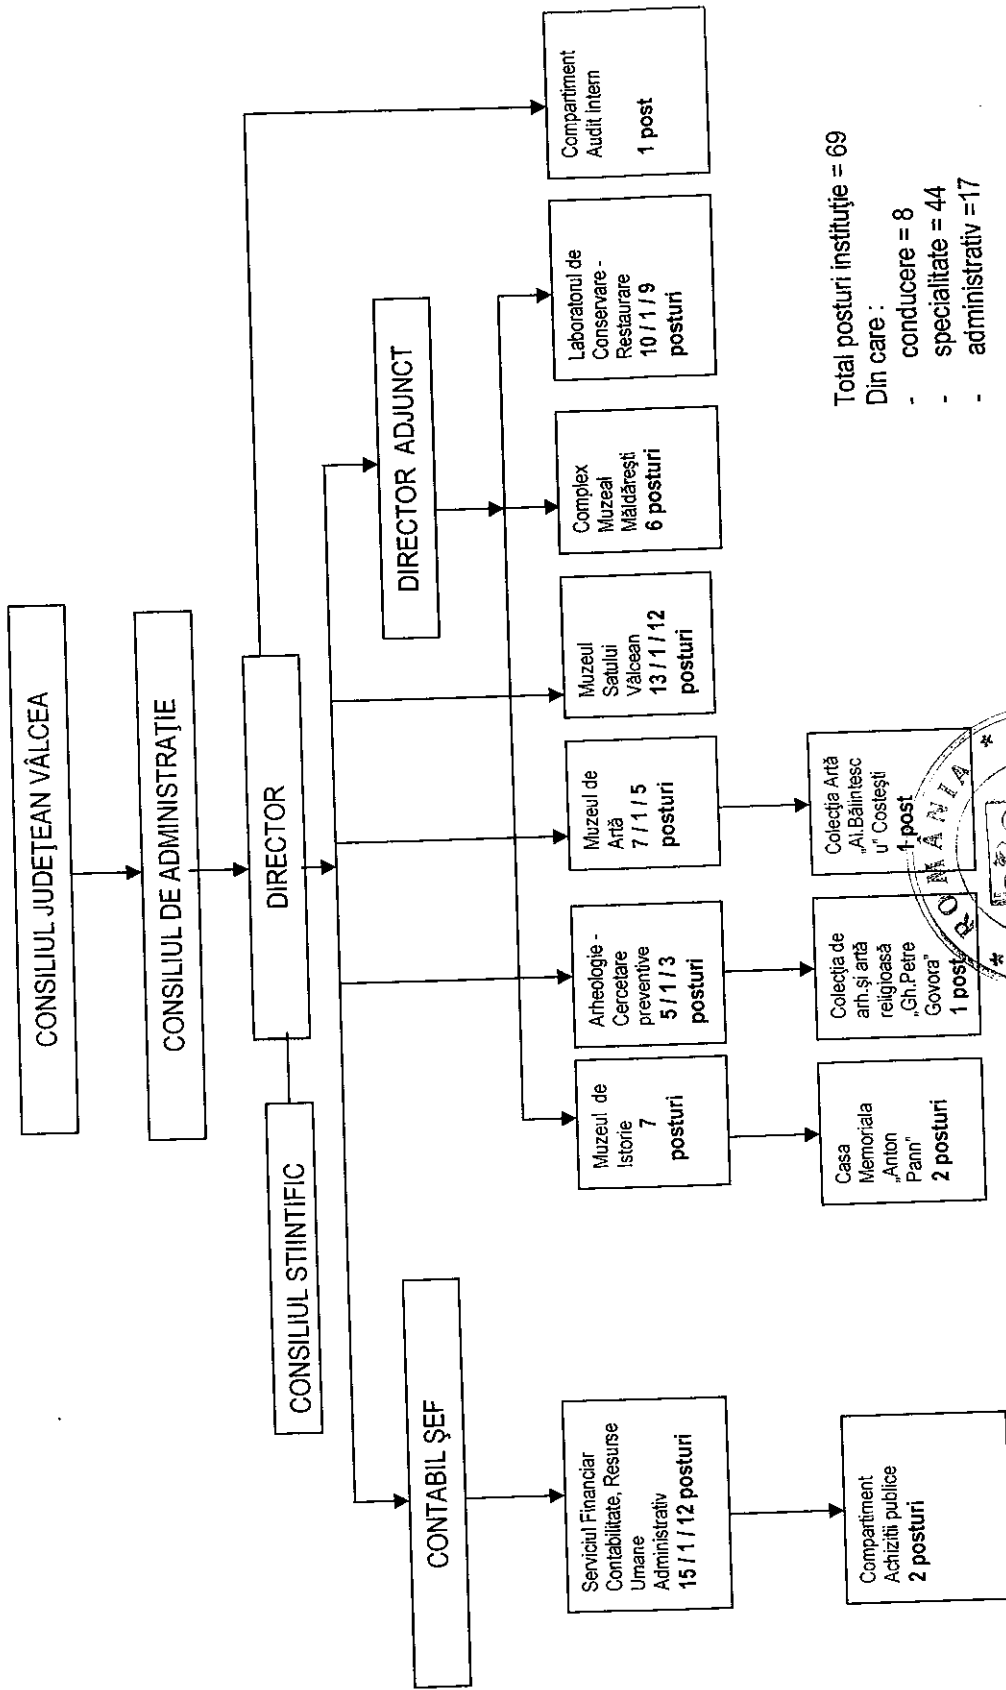 CONSILIUL JUDEȚEAN VÂLCEA
CONSILIUL DE ADMINISTRAȚIE
DIRECTOR
CONSILIUL STIINTIFIC
CONTABIL ŞEF
DIRECTOR ADJUNCT
Serviciul Financiar
Contabilitate, Resurse
Umane
Administrativ
15 / 1 / 12 posturi
Muzeul de
Istorie
7
posturi
Arheologie -
Cercetare
preventive
5 / 1 / 3
posturi
Muzeul de
Artă
7 / 1 / 5
posturi
Muzeul
Satului
Vâlcean
13 / 1 / 12
posturi
Complex
Muzeal
Măldărești
6 posturi
Laboratorul de
Conservare -
Restaurare
10 / 1 / 9
posturi
Compartiment
Audit Intern
1 post
Compartiment
Achizitii publice
2 posturi
Casa
Memoriala
„Anton
Pann”
2 posturi
Colecția de
arh.și artă
religioasă
„Gh.Petre
Govora”
1 post
Colecția Artă
„Al.Bălintesc
u” Costești
1 post
Total posturi instituție = 69
Din care :
- conducere = 8
- specialitate = 44
- administrativ =17
* ROMÂNIA *